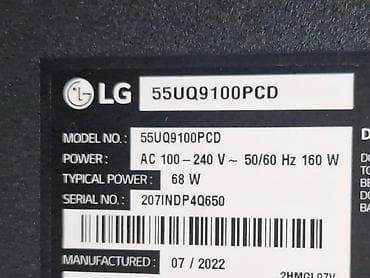 LG 55UQ9100PCD
MODEL NO. : 55UQ9100PCD
POWER : AC 100 – 240 V ~ 50/60 Hz 160 W
TYPICAL POWER : 68 W
SERIAL NO. : 207INDP4Q650
MANUFACTURED : 07 / 2022